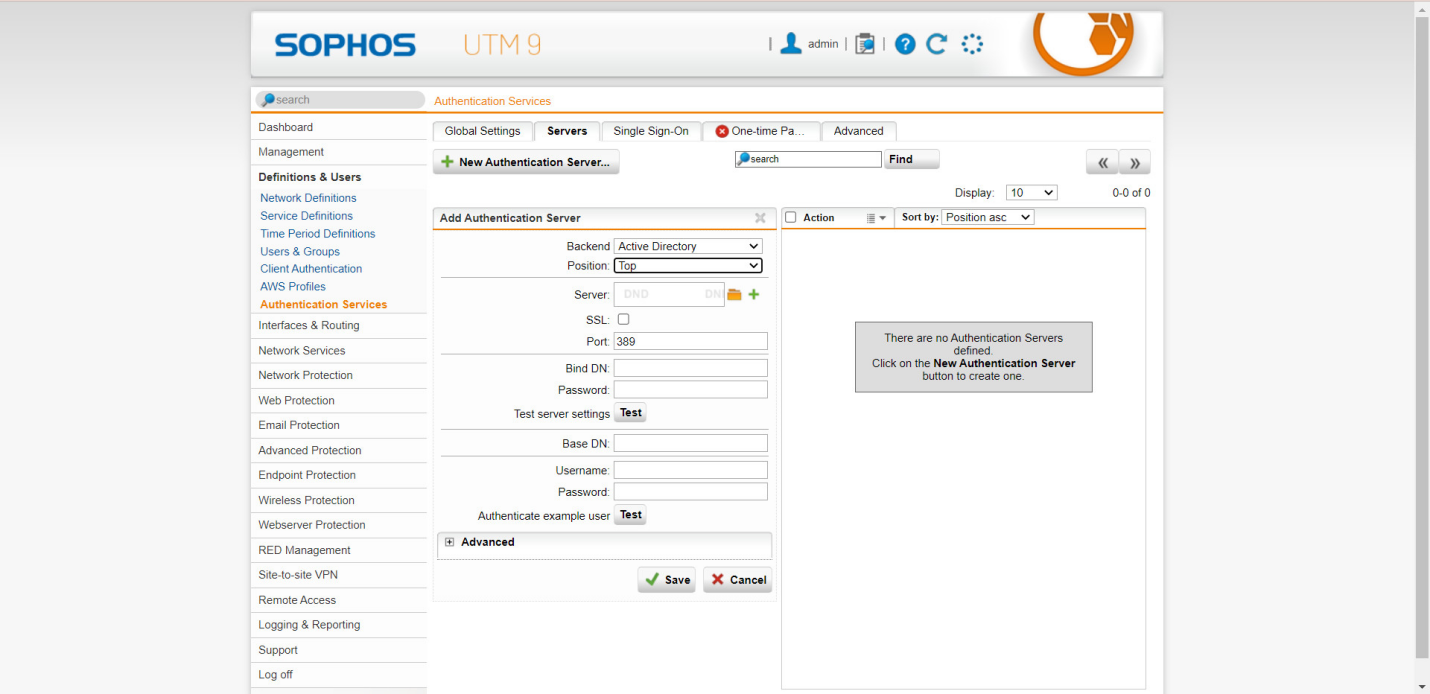 SOPHOS UTM 9
| admin | |
search
Authentication Services
Dashboard
Management
Definitions & Users
Network Definitions
Service Definitions
Time Period Definitions
Users & Groups
Client Authentication
AWS Profiles
Authentication Services
Interfaces & Routing
Network Services
Network Protection
Web Protection
Email Protection
Advanced Protection
Endpoint Protection
Wireless Protection
Webserver Protection
RED Management
Site-to-site VPN
Remote Access
Logging & Reporting
Support
Log off
Global Settings Servers Single Sign-On One-time Pa... Advanced
New Authentication Server... search Find « »
Display: 10 0-0 of 0
Add Authentication Server
Backend Active Directory
Position: Top
Server: DND DND
SSL:
Port: 389
Bind DN:
Password:
Test server settings Test
Base DN:
Username:
Password:
Authenticate example user Test
Advanced
Save Cancel
Action Sort by: Position asc
There are no Authentication Servers
defined.
Click on the New Authentication Server
button to create one.